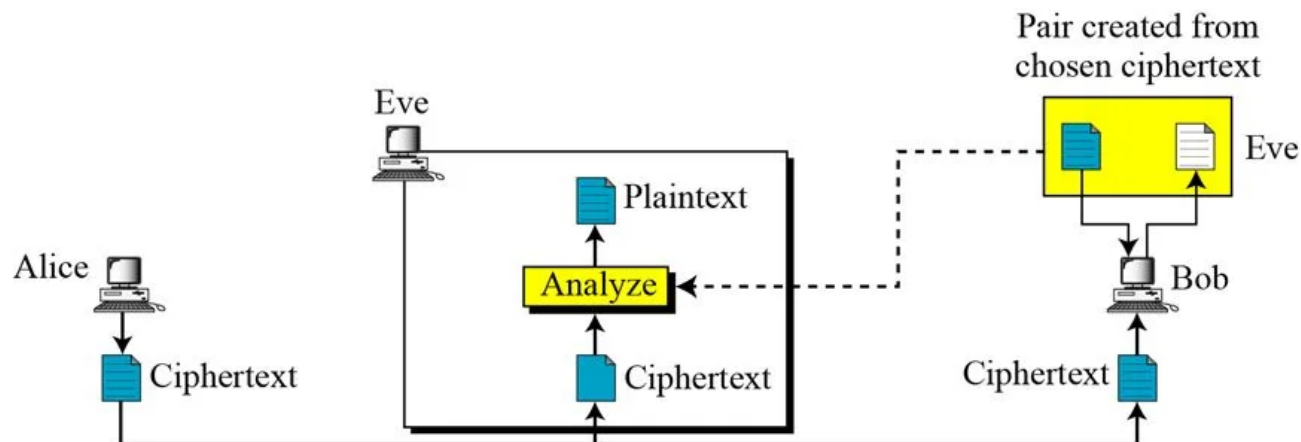 Pair created from
chosen ciphertext
Eve
Eve
Plaintext
Alice
Analyze
Bob
Ciphertext
Ciphertext
Ciphertext